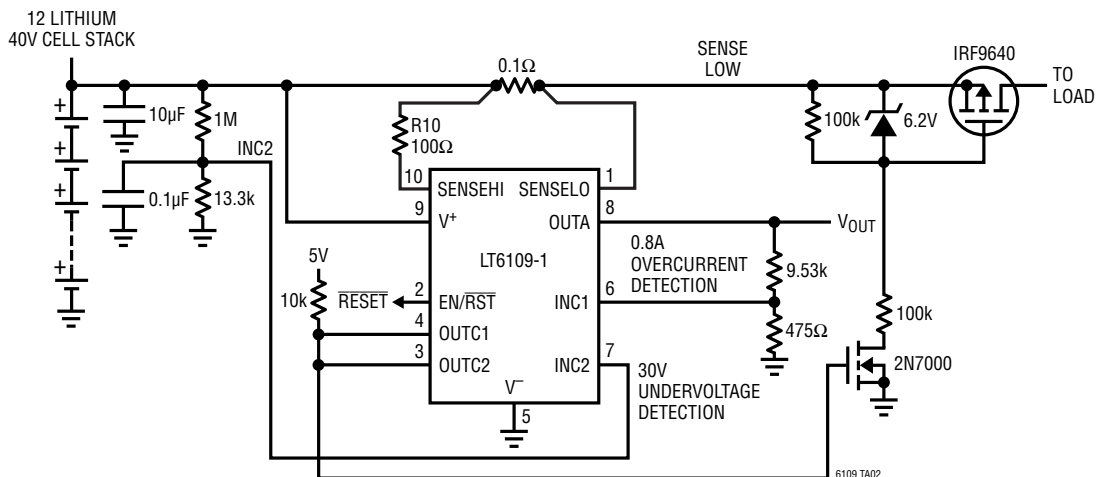 12 LITHIUM
40V CELL STACK
SENSE
LOW
IRF9640
TO
LOAD
0.1Ω
10µF
1M
R10
100Ω
100k
6.2V
INC2
0.1µF
13.3k
10
SENSEHI
SENSELO
1
9
V+
OUTA
8
VOUT
LT6109-1
0.8A
OVERCURRENT
DETECTION
9.53k
5V
10k
RESET
2
EN/RST
INC1
6
475Ω
100k
4
OUTC1
3
OUTC2
INC2
7
2N7000
30V
UNDERVOLTAGE
DETECTION
V−
5
6109 TA02
+
+
+
+